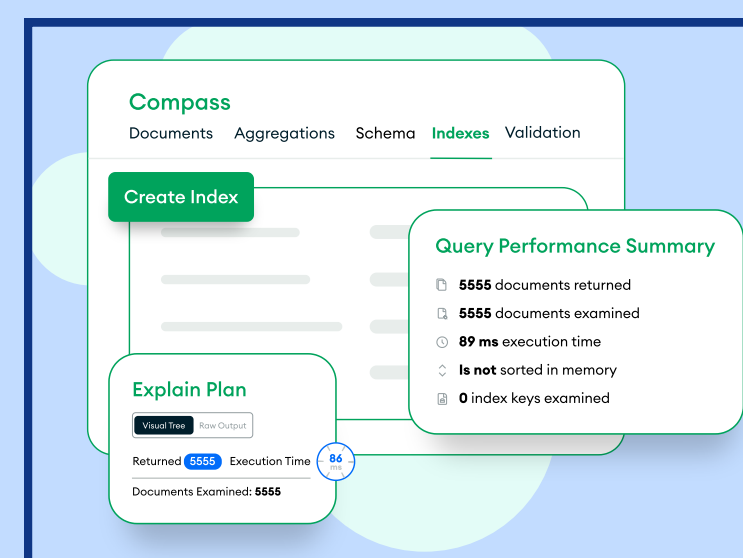 Compass
Documents Aggregations Schema Indexes Validation
Create Index
Query Performance Summary
5555 documents returned
5555 documents examined
89 ms execution time
Is not sorted in memory
0 index keys examined
Explain Plan
Visual Tree Raw Output
Returned 5555 Execution Time 86 ms
Documents Examined: 5555